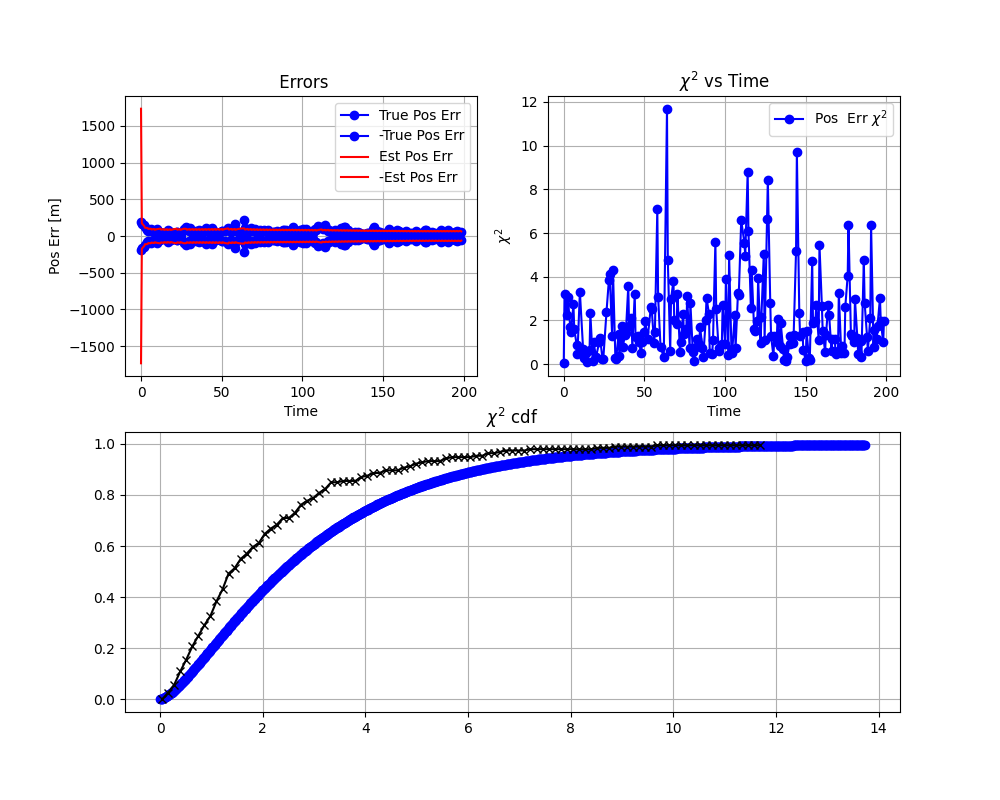 Errors
1500
1000
500
0
−500
−1000
−1500
Pos Err [m]
True Pos Err
-True Pos Err
Est Pos Err
-Est Pos Err
0 50 100 150 200
Time
χ² vs Time
12
10
8
6
4
2
0
χ²
Pos Err χ²
0 50 100 150 200
Time
χ² cdf
1.0
0.8
0.6
0.4
0.2
0.0
0 2 4 6 8 10 12 14